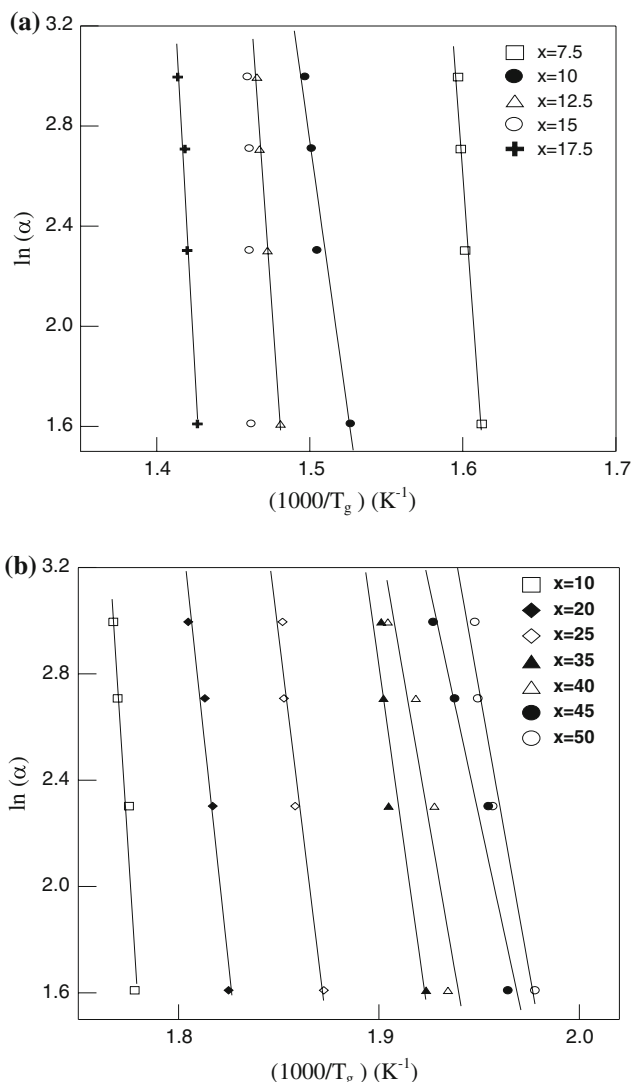 (a)
3.2
2.8
2.4
2.0
1.6
ln (α)
x=7.5
x=10
x=12.5
x=15
x=17.5
1.4 1.5 1.6 1.7
(1000/Tg ) (K-1)
(b)
3.2
2.8
2.4
2.0
1.6
ln (α)
x=10
x=20
x=25
x=35
x=40
x=45
x=50
1.8 1.9 2.0
(1000/Tg ) (K-1)